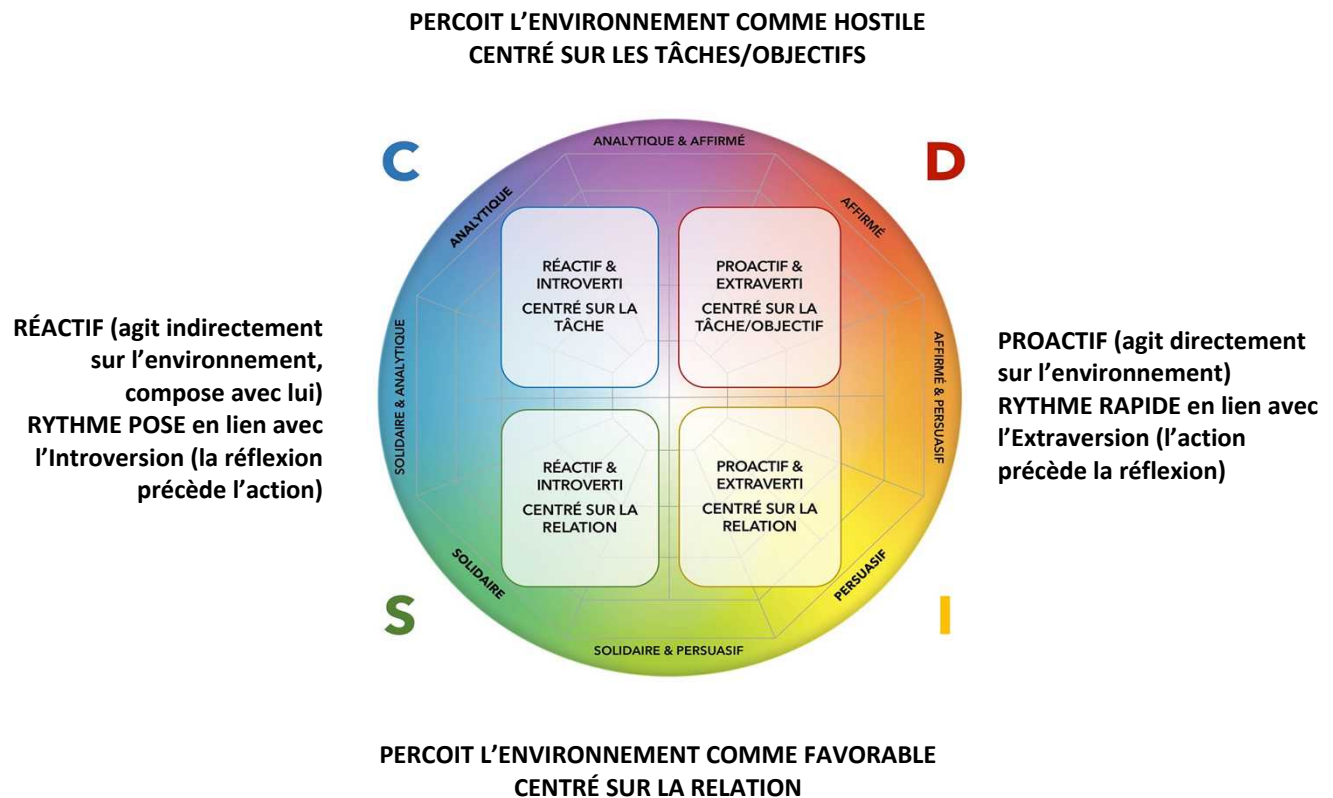 PERCOIT L’ENVIRONNEMENT COMME HOSTILE
CENTRÉ SUR LES TÂCHES/OBJECTIFS
C
D
ANALYTIQUE & AFFIRMÉ
ANALYTIQUE
AFFIRMÉ
RÉACTIF &
INTROVERTI
CENTRÉ SUR LA
TÂCHE
PROACTIF &
EXTRAVERTI
CENTRÉ SUR LA
TÂCHE/OBJECTIF
RÉACTIF (agit indirectement
sur l’environnement,
compose avec lui)
RYTHME POSE en lien avec
l’Introversion (la réflexion
précède l’action)
SOLIDAIRE & ANALYTIQUE
AFFIRMÉ & PERSUASIF
PROACTIF (agit directement
sur l’environnement)
RYTHME RAPIDE en lien avec
l’Extraversion (l’action
précède la réflexion)
RÉACTIF &
INTROVERTI
CENTRÉ SUR LA
RELATION
PROACTIF &
EXTRAVERTI
CENTRÉ SUR LA
RELATION
SOLIDAIRE
PERSUASIF
S
I
SOLIDAIRE & PERSUASIF
PERCOIT L’ENVIRONNEMENT COMME FAVORABLE
CENTRÉ SUR LA RELATION